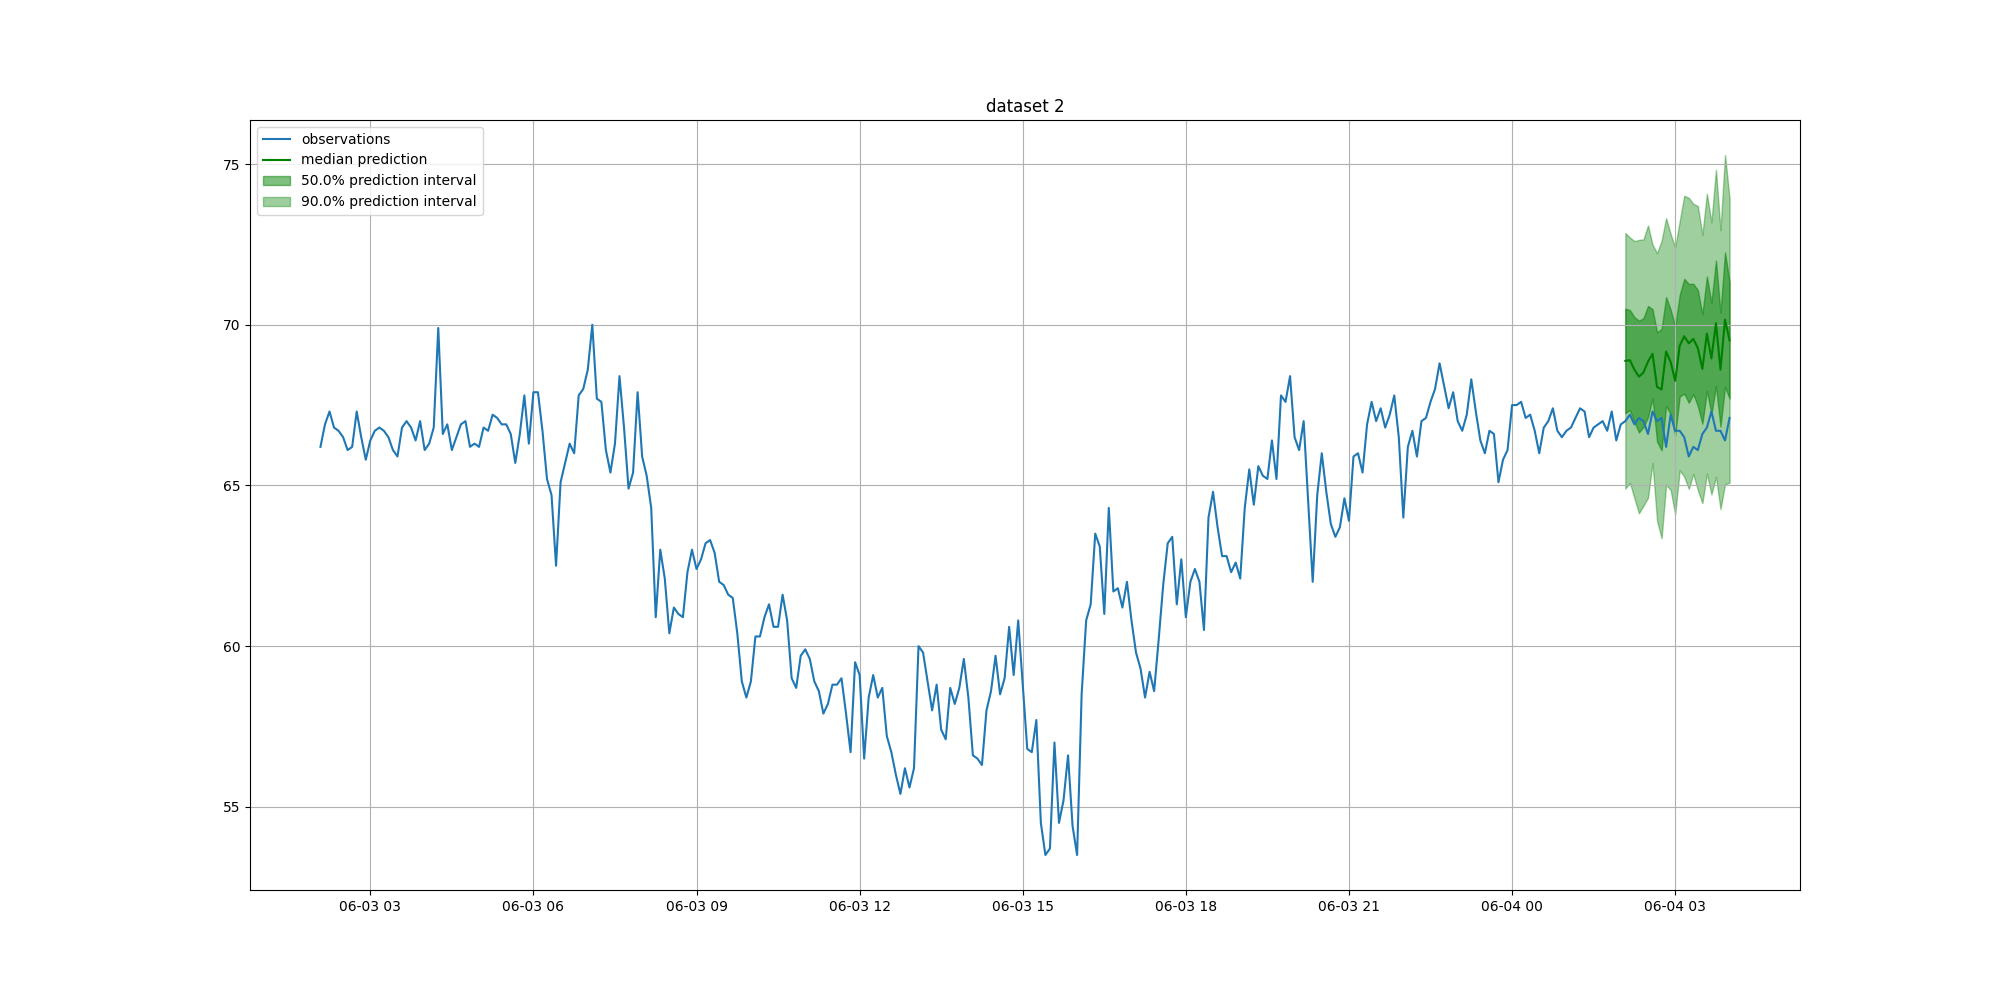 dataset 2
observations
median prediction
50.0% prediction interval
90.0% prediction interval
75
70
65
60
55
06-03 03
06-03 06
06-03 09
06-03 12
06-03 15
06-03 18
06-03 21
06-04 00
06-04 03